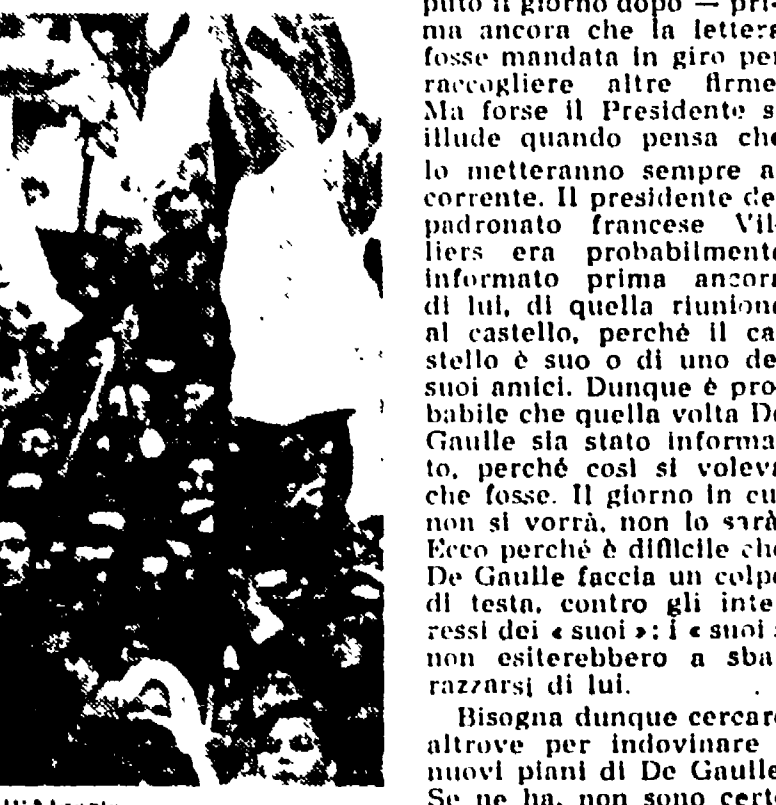 puto il giorno dopo — pri-
ma ancora che la lettera
fosse mandata in giro per
raccogliere altre firme.
Ma forse il Presidente s
illude quando pensa che
lo metteranno sempre a
corrente. Il presidente de
padronato francese Vil-
liers era probabilmente
informato prima ancora
di lui, di quella riunione
al castello, perché il ca
stello è suo o di uno de
suoi amici. Dunque è pro
babile che quella volta De
Gaulle sia stato informa
to, perché così si voleva
che fosse. Il giorno in cu
non si vorrà, non lo sarà
Ecco perché è difficile che
De Gaulle faccia un colpo
di testa, contro gli inte
ressi dei « suoi »: i « suoi
non esiterebbero a sba
razzarsi di lui.
Bisogna dunque cercare
altrove per indovinare
nuovi piani di De Gaulle
Se ne ha, non sono certo